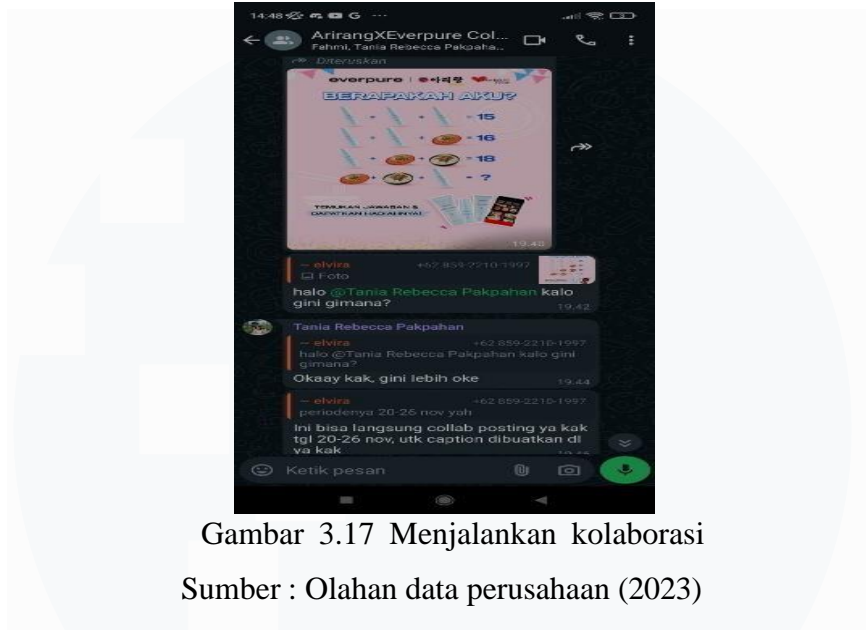 14:48
ArirangXEverpure Col...
Fahmi, Tania Rebecca Pakpaha..
Diteruskan
everpure | 아리랑
BERAPAKAH AKU?
+ + = 15
+ + = 16
+ + = 18
+ + = ?
TEMUKAN JAWABAN &
DAPATKAN HADIAHNYA!
19.40
~ elvira +62 859-2210-1997
Foto
halo @Tania Rebecca Pakpahan kalo
gini gimana?
19.42
Tania Rebecca Pakpahan
~ elvira +62 859-2210-1997
halo @Tania Rebecca Pakpahan kalo gini
gimana?
Okaay kak, gini lebih oke
19.44
~ elvira +62 859-2210-1997
periodenya 20-26 nov yah
Ini bisa langsung collab posting ya kak
tgl 20-26 nov, utk caption dibuatkan dl
ya kak
Ketik pesan
Gambar 3.17 Menjalankan kolaborasi
Sumber : Olahan data perusahaan (2023)